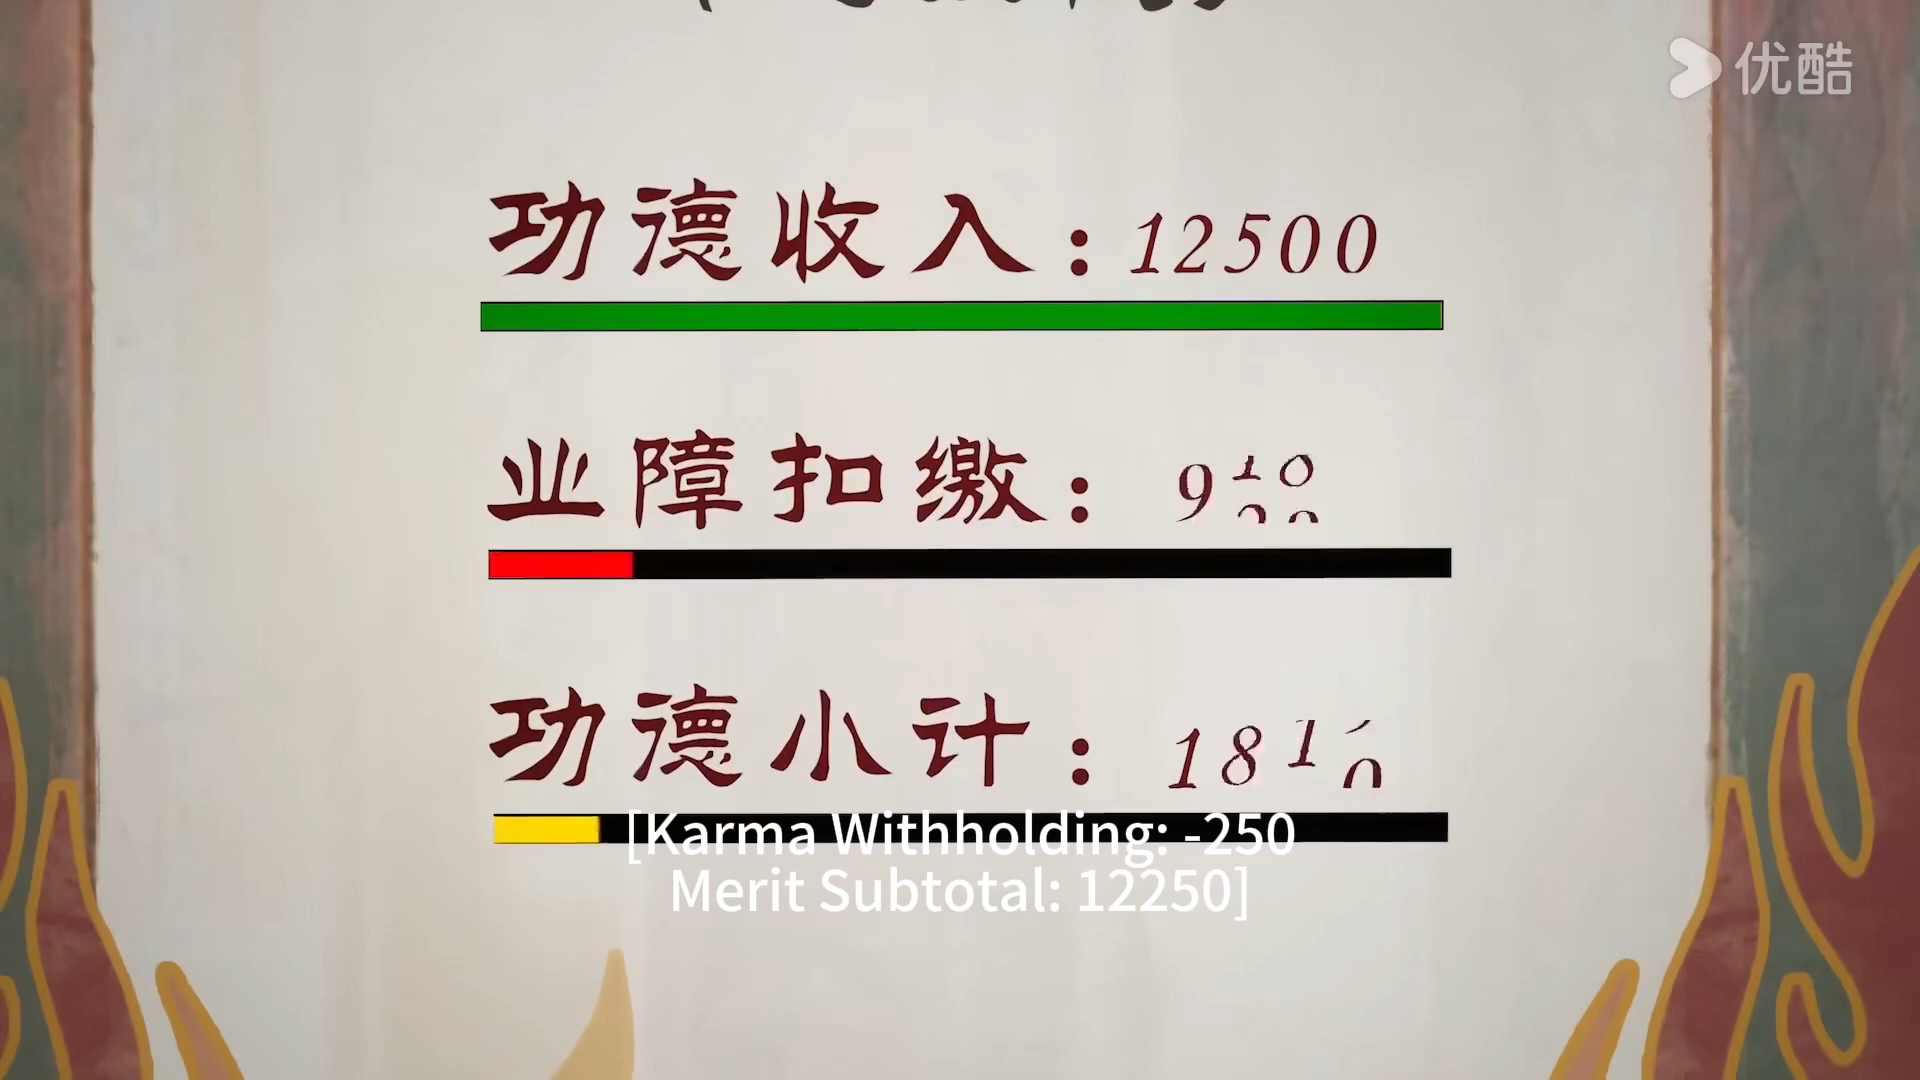 优酷
功德收入：12500
业障扣缴：
功德小计：
[Karma Withholding: -250
Merit Subtotal: 12250]